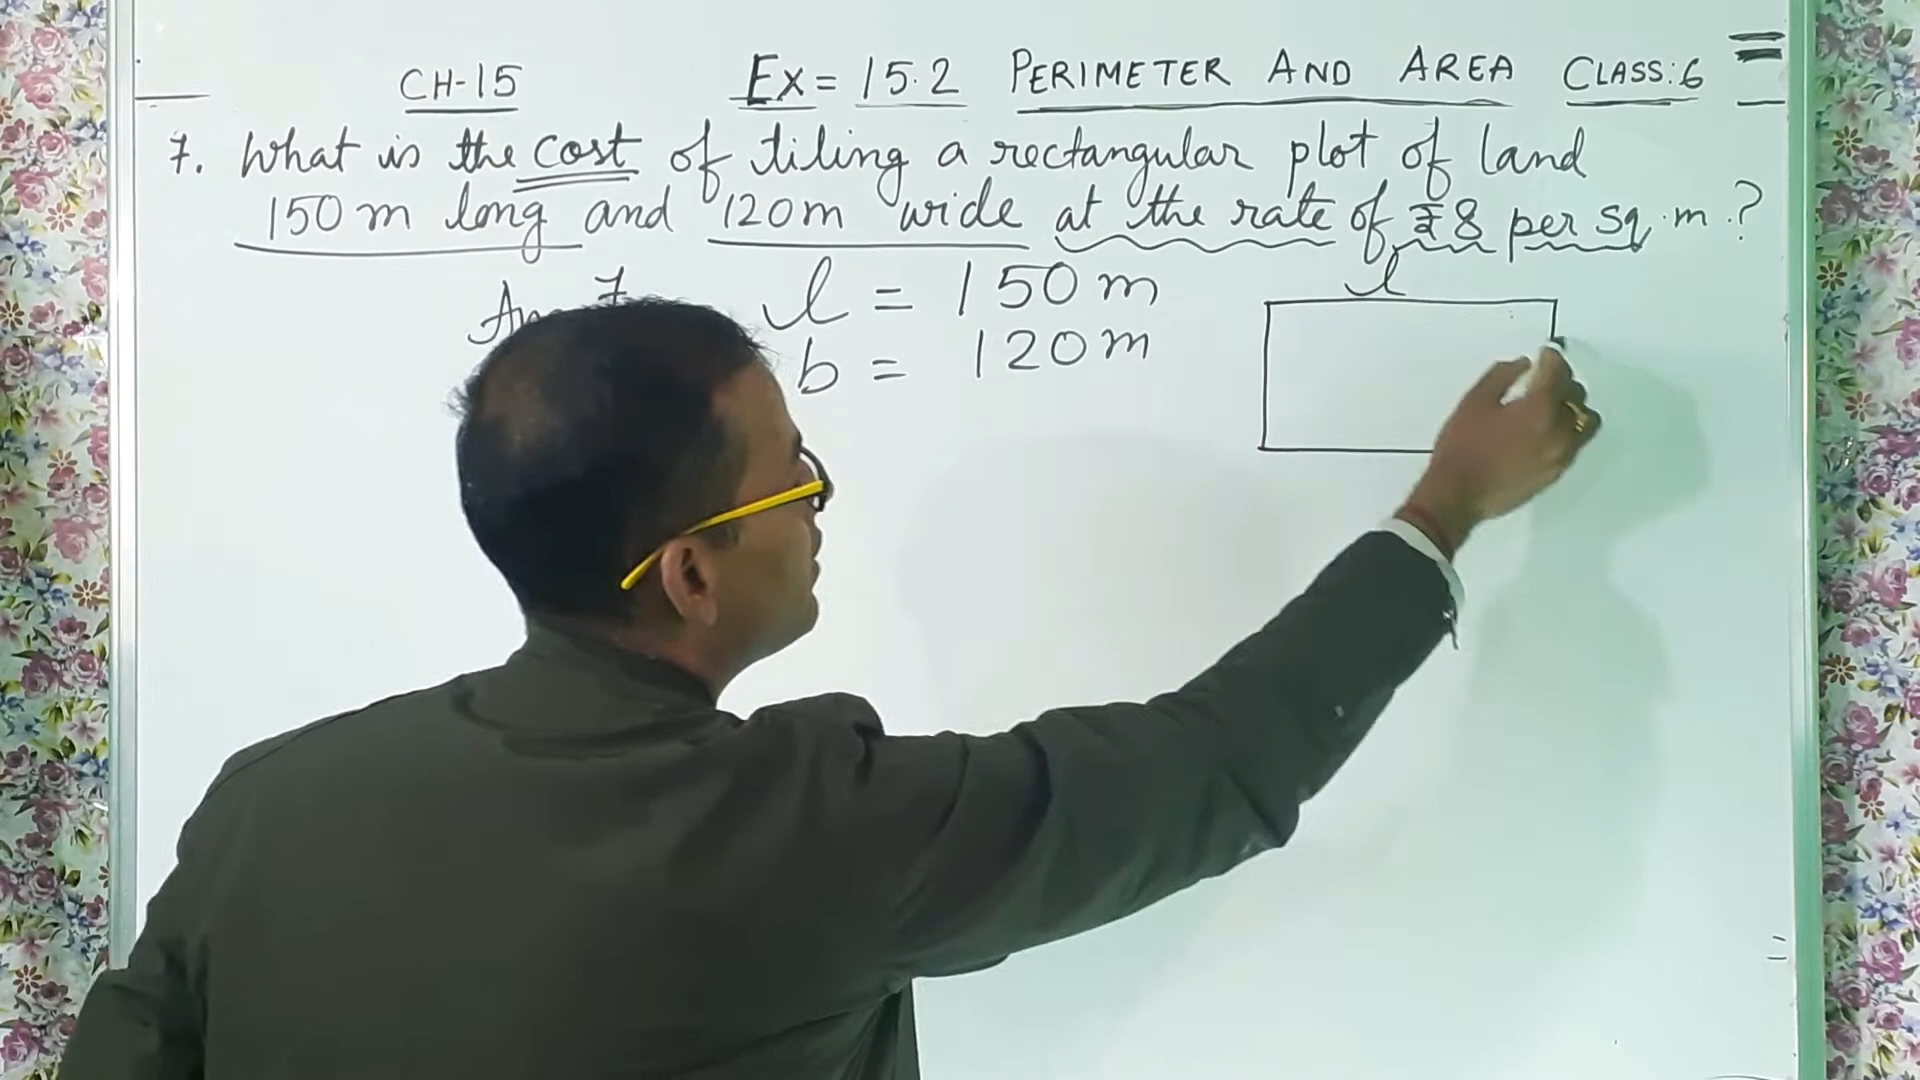 CH-15 Ex= 15.2 PERIMETER AND AREA CLASS:6
7. What is the cost of tiling a rectangular plot of land
150 m long and 120m wide at the rate of ₹8 per sq.m.?
l = 150 m
b = 120 m
l